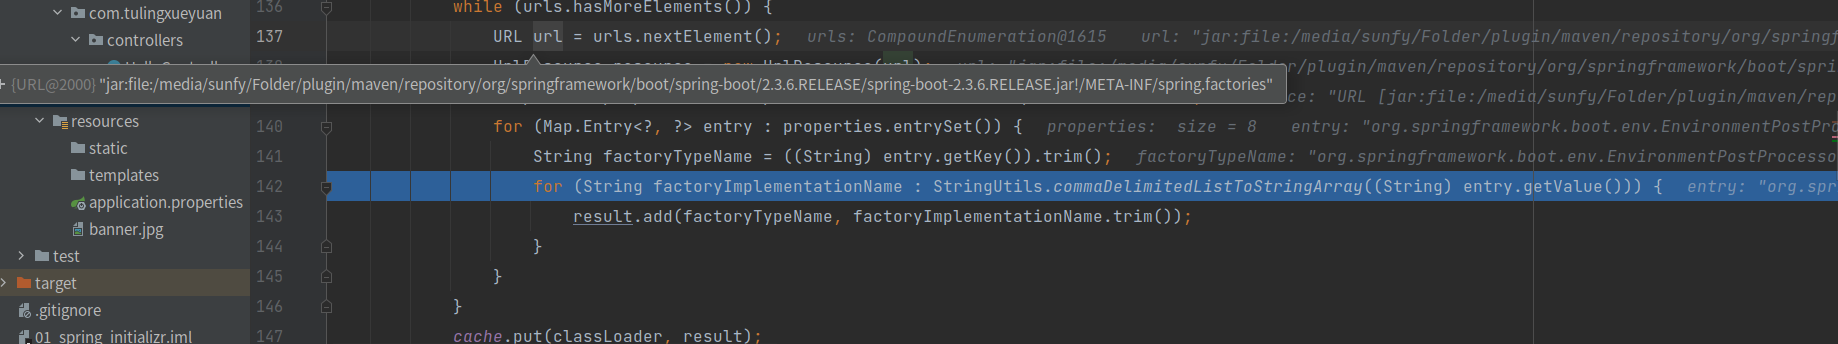 com.tulingxueyuan
controllers
resources
static
templates
application.properties
banner.jpg
test
target
.gitignore
01_spring_initializr.iml
136 while (urls.hasMoreElements()) {
137 URL url = urls.nextElement(); urls: CompoundEnumeration@1615 url: "jar:file:/media/sunfy/Folder/plugin/maven/repository/org/springf
{URL@2000} "jar:file:/media/sunfy/Folder/plugin/maven/repository/org/springframework/boot/spring-boot/2.3.6.RELEASE/spring-boot-2.3.6.RELEASE.jar!/META-INF/spring.factories"
/plugin/maven/repository/org/springframework/boot/spri
ce: "URL [jar:file:/media/sunfy/Folder/plugin/maven/rep
140 for (Map.Entry<?, ?> entry : properties.entrySet()) { properties: size = 8 entry: "org.springframework.boot.env.EnvironmentPostPro
141 String factoryTypeName = ((String) entry.getKey()).trim(); factoryTypeName: "org.springframework.boot.env.EnvironmentPostProcesso
142 for (String factoryImplementationName : StringUtils.commaDelimitedListToStringArray((String) entry.getValue())) { entry: "org.spr
143 result.add(factoryTypeName, factoryImplementationName.trim());
144 }
145 }
146 }
147 cache.put(classLoader, result);